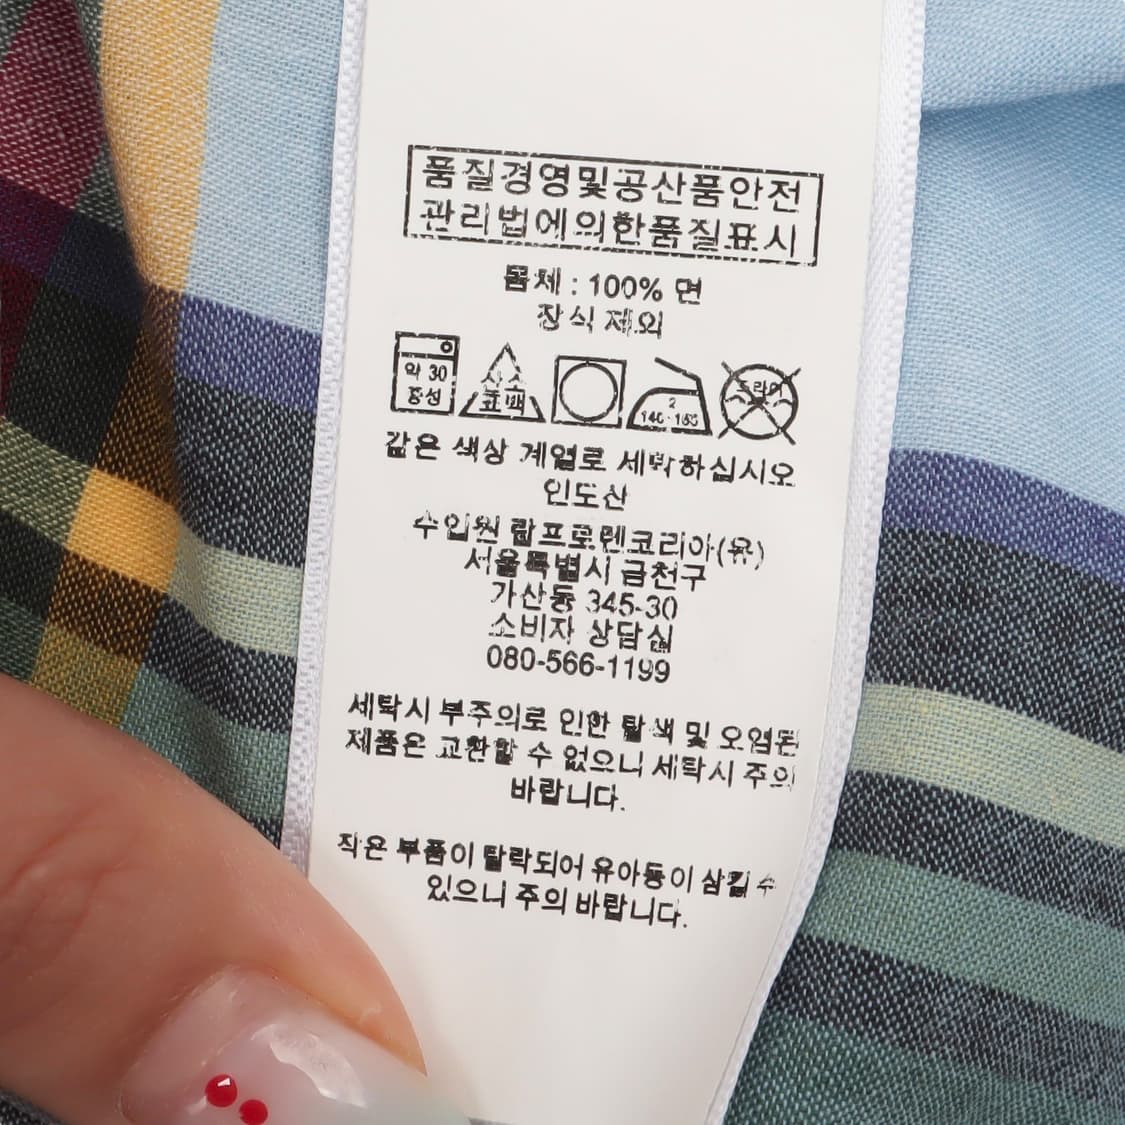 품질경영및공산품안전
관리법에의한품질표시
몸체 : 100% 면
장식 제외
약 30
중성
산소
표백
2
140-160
드라이
같은 색상 계열로 세탁하십시오
인도산
수입원 랄프로렌코리아(유)
서울특별시 금천구
가산동 345-30
소비자 상담실
080-566-1199
세탁시 부주의로 인한 탈색 및 오염된
제품은 교환할 수 없으니 세탁시 주의
바랍니다.
작은 부품이 탈락되어 유아동이 삼킬 수
있으니 주의 바랍니다.